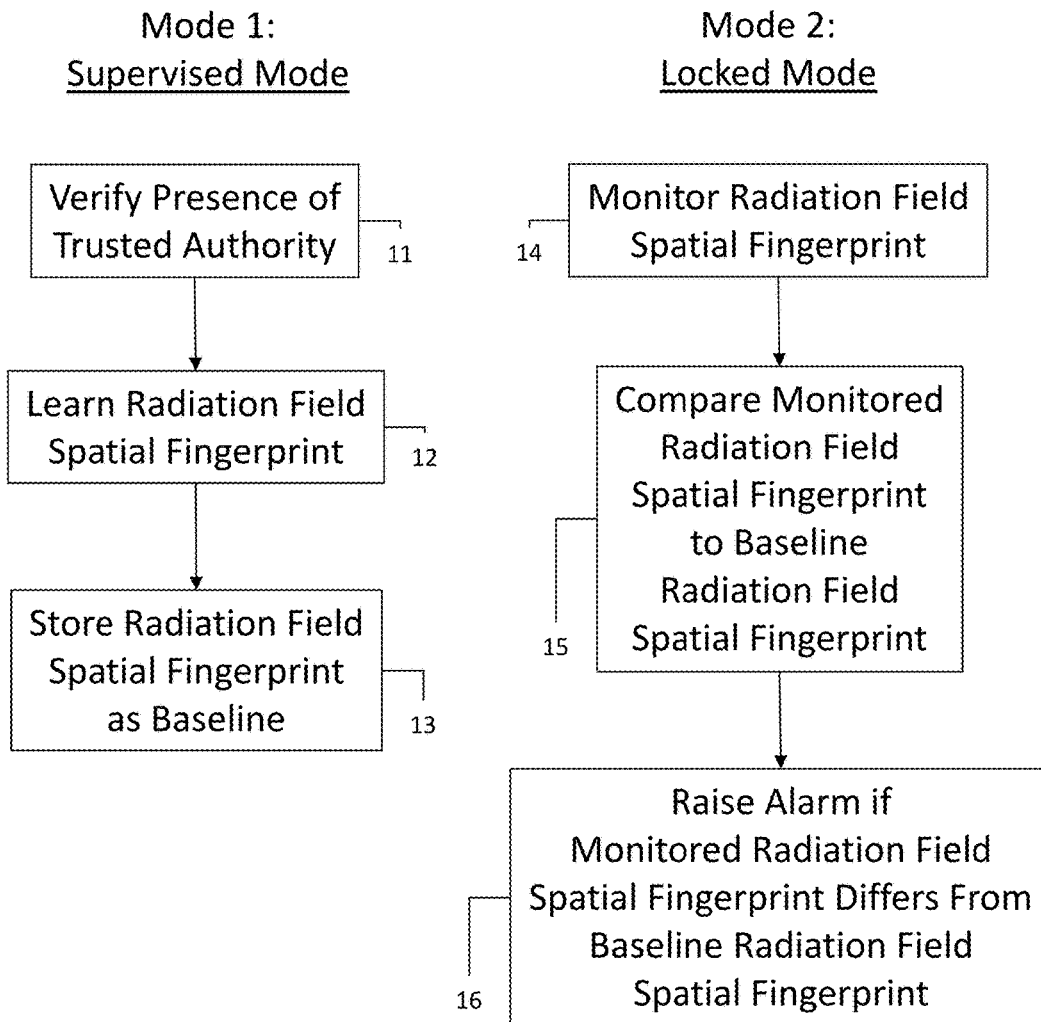 Mode 1:
Supervised Mode
Verify Presence of
Trusted Authority
11
Learn Radiation Field
Spatial Fingerprint
12
Store Radiation Field
Spatial Fingerprint
as Baseline
13
Mode 2:
Locked Mode
Monitor Radiation Field
Spatial Fingerprint
14
Compare Monitored
Radiation Field
Spatial Fingerprint
to Baseline
Radiation Field
Spatial Fingerprint
15
Raise Alarm if
Monitored Radiation Field
Spatial Fingerprint Differs From
Baseline Radiation Field
Spatial Fingerprint
16